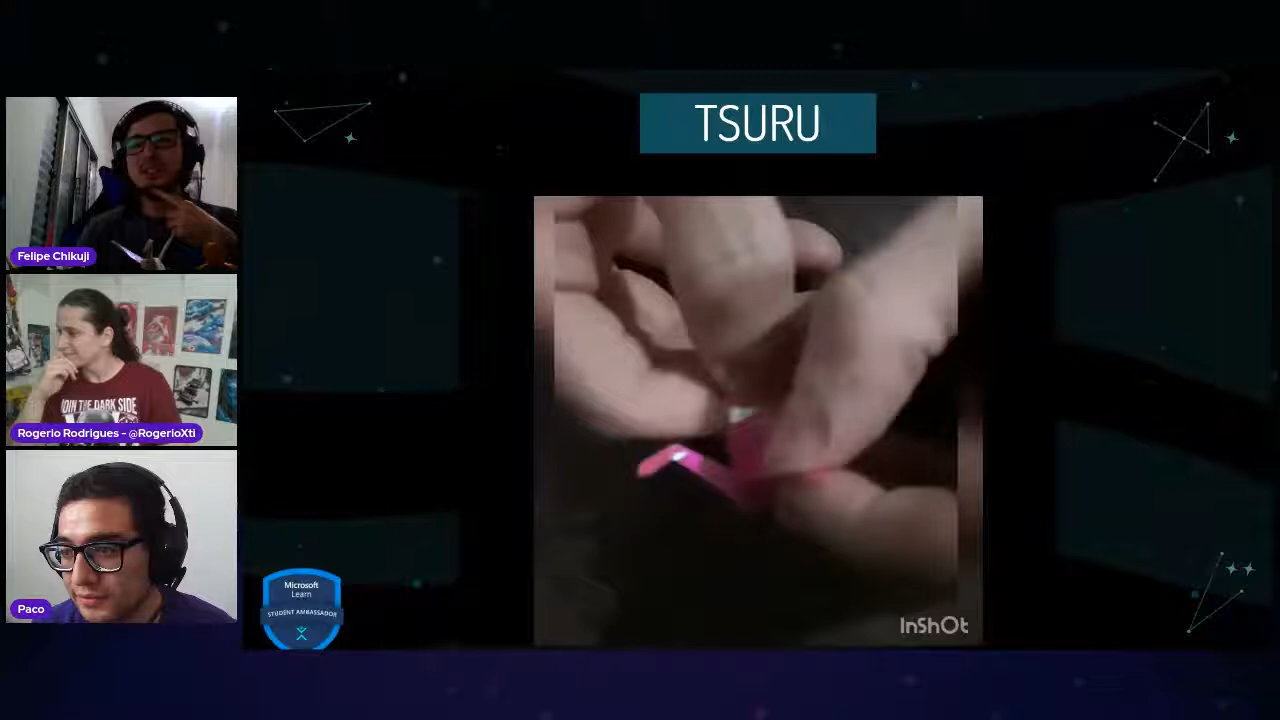 TSURU
Felipe Chikuji
JOIN THE DARK SIDE
Rogerio Rodrigues - @RogerioXti
Paco
Microsoft
Learn
STUDENT AMBASSADOR
InShOt